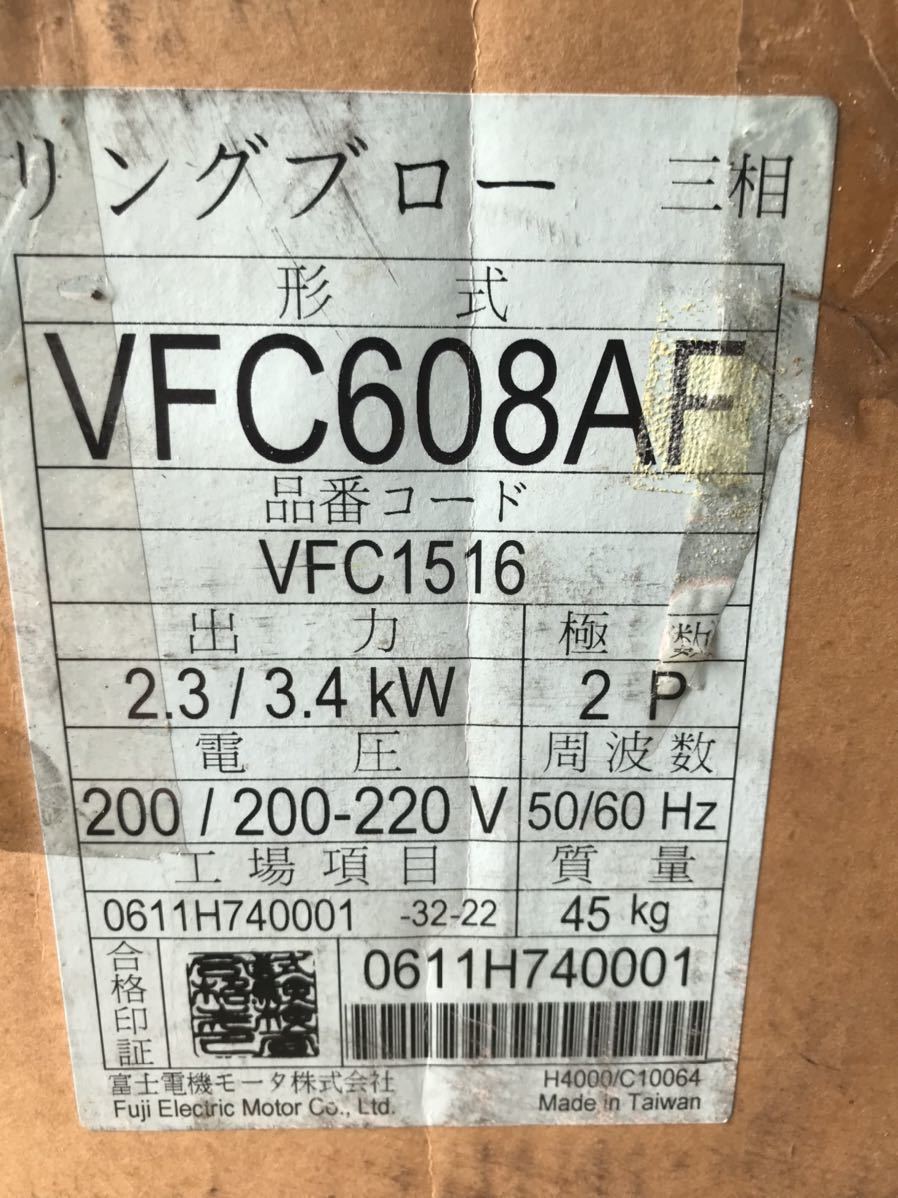 リングブロー 三相
形 式
VFC608AF
品番コード
VFC1516
出 力 極 数
2.3 / 3.4 kW 2 P
電 圧 周波数
200 / 200-220 V 50/60 Hz
工場項目 質 量
0611H740001 -32-22 45 kg
合格印証
0611H740001
富士電機モータ株式会社 H4000/C10064
Fuji Electric Motor Co., Ltd. Made in Taiwan